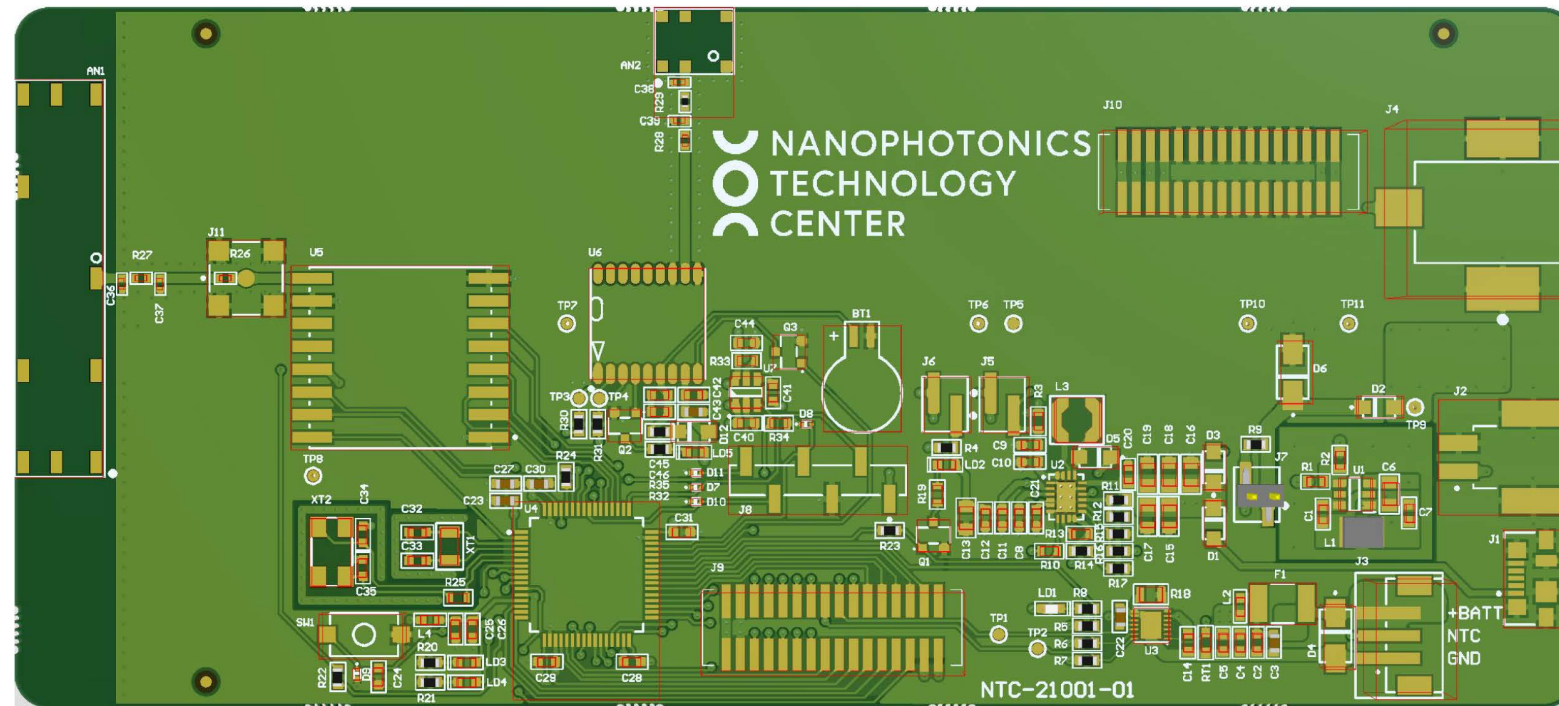 AN1
AN2
C38
R29
C39
R28
NANOPHOTONICS
TECHNOLOGY
CENTER
J10
J4
J11
R27
R26
U5
U6
C36
C37
TP7
TP6
TP5
TP10
TP11
C44
Q3
BT1
+
R33
U7
C42
C41
C43
J6
J5
R3
L3
D6
D2
J2
TP9
TP3
TP4
R30
R31
Q2
D12
C40
R34
D8
LD5
R4
LD2
C9
C10
D5
C20
C19
C18
C16
D3
R9
J7
R1
R2
U1
C6
TP8
R24
C27
C30
C23
C45
C46
R35
R32
D11
D7
D10
J8
R19
U2
C21
R11
R12
R15
R16
R17
C13
C12
C11
C8
R13
R10
R14
C17
C15
D1
C1
L1
C7
J1
XT2
C34
C32
C33
XT1
C35
U4
C31
R23
Q1
J9
R25
SW1
L4
C25
C26
R20
R21
LD3
LD4
R22
D9
C24
C29
C28
TP1
TP2
LD1
R8
R5
R6
R7
C22
R18
U3
L2
F1
J3
C14
RT1
C5
C4
C2
C3
D4
+BATT
NTC
GND
NTC-21001-01